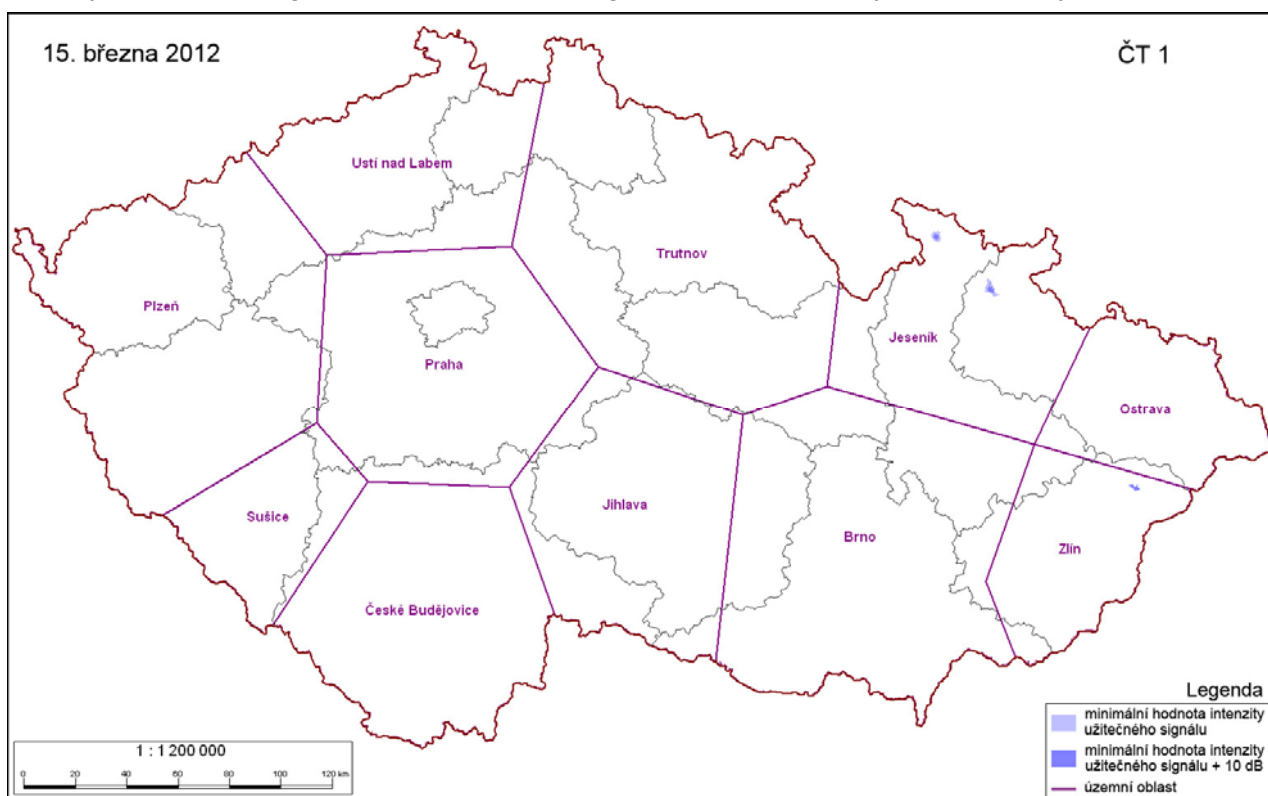 15. března 2012
ČT 1
Ustí nad Labem
Trutnov
Plzeň
Jeseník
Praha
Ostrava
Sušice
Jihlava
Brno
Zlín
České Budějovice
Legenda
minimální hodnota intenzity
užitečného signálu
minimální hodnota intenzity
užitečného signálu + 10 dB
územní oblast
1 : 1 200 000
0 20 40 60 80 100 120 km